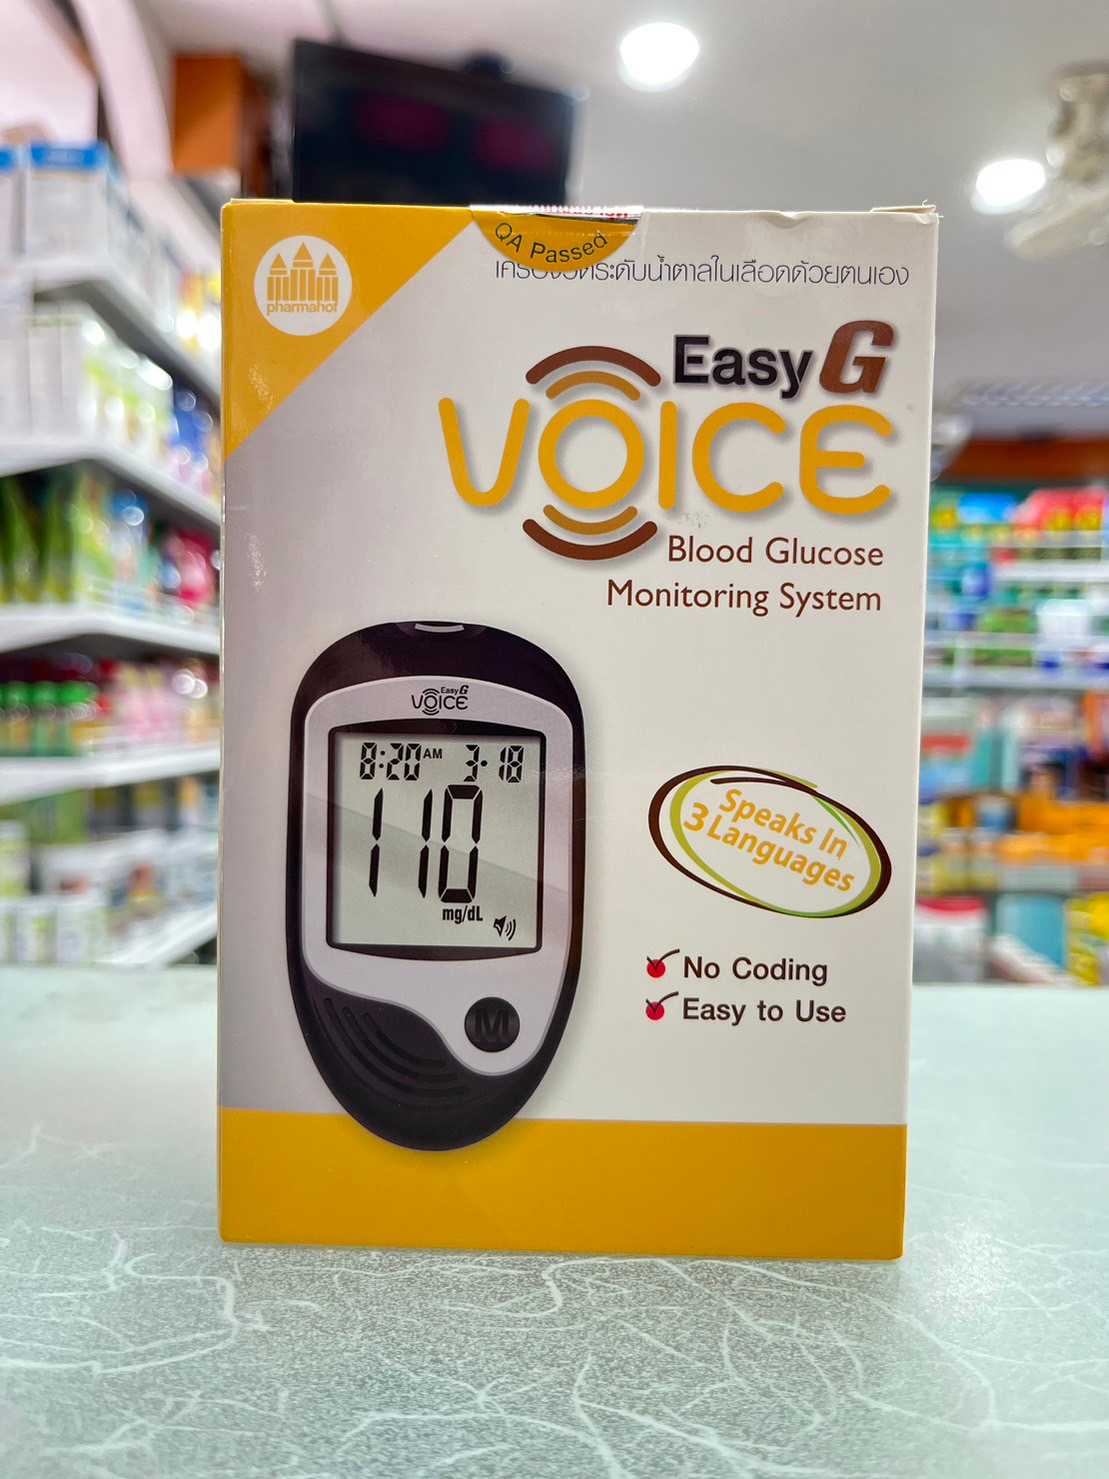 QA Passed
เครื่องวัดระดับน้ำตาลในเลือดด้วยตนเอง
pharmahof
Easy G
VOICE
Blood Glucose
Monitoring System
Easy G
VOICE
8:20 AM 3-18
110
mg/dL
M
Speaks In
3 Languages
No Coding
Easy to Use